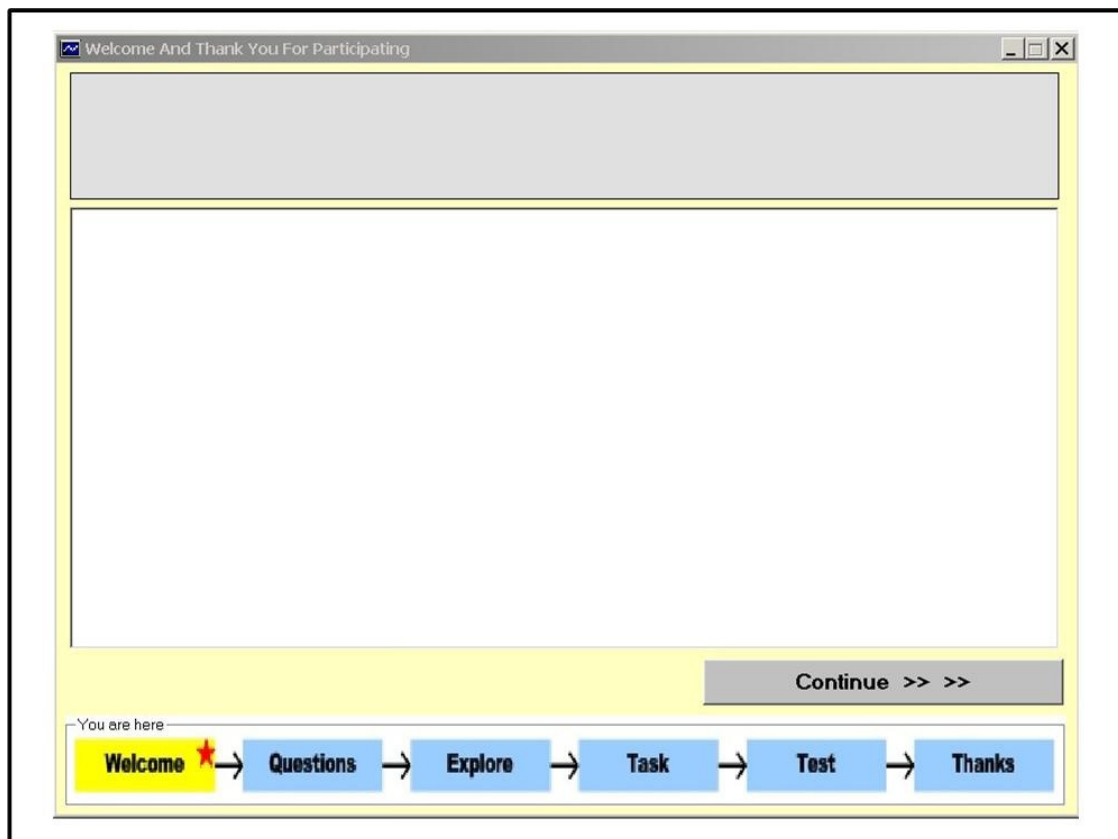 Welcome And Thank You For Participating
Continue >> >>
You are here
Welcome → Questions → Explore → Task → Test → Thanks